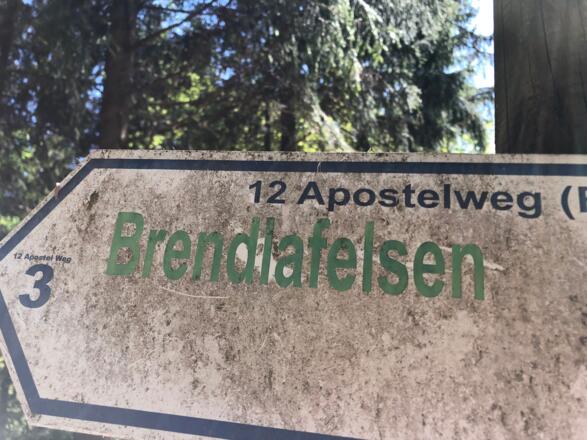 12 Apostelweg (
Brendlafelsen
12 Apostel Weg
3